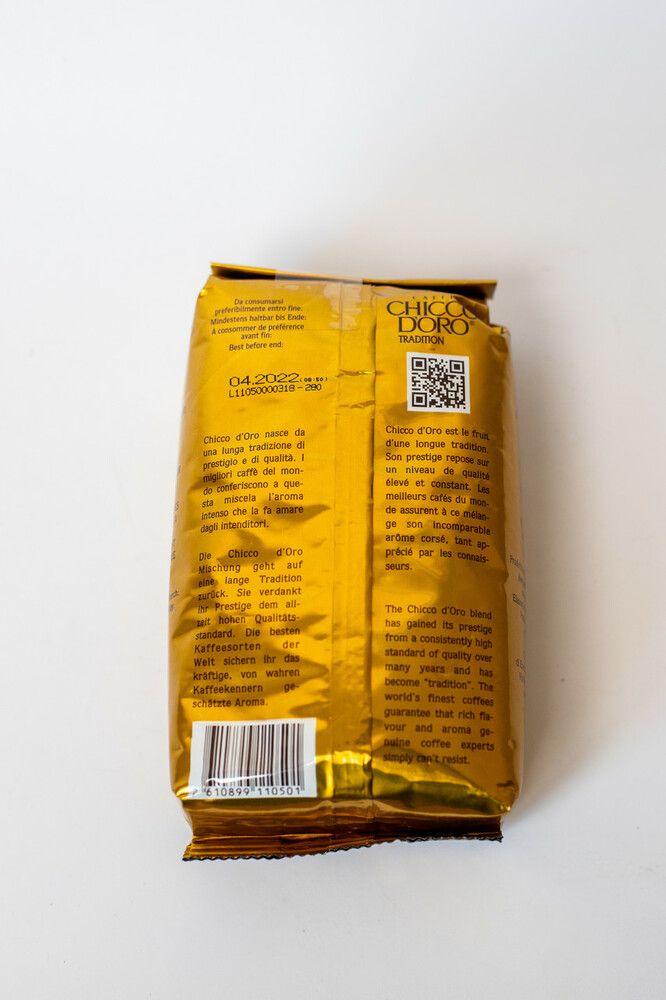 Da consumarsi
preferibilmente entro fine:
Mindestens haltbar bis Ende:
A consommer de préférence
avant fin:
Best before end:
04.2022 (08:50)
L11050000318 - 280
Chicco d'Oro nasce da
una lunga tradizione di
prestigio e di qualità. I
migliori caffè del mon-
do conferiscono a que-
sta miscela l'aroma
intenso che la fa amare
dagli intenditori.
Die Chicco d'Oro
Mischung geht auf
eine lange Tradition
zurück. Sie verdankt
ihr Prestige dem all-
zeit hohen Qualitäts-
standard. Die besten
Kaffeesorten der
Welt sichern ihr das
kräftige, von wahren
Kaffeekennern ge-
schätzte Aroma.
7 610899 110501
CHICCO
D'ORO®
TRADITION
Chicco d'Oro est le fruit
d'une longue tradition.
Son prestige repose sur
un niveau de qualité
élevé et constant. Les
meilleurs cafés du mon-
de assurent à ce mélan-
ge son incomparable
arôme corsé, tant ap-
précié par les connais-
seurs.
The Chicco d'Oro blend
has gained its prestige
from a consistently high
standard of quality over
many years and has
become "tradition". The
world's finest coffees
guarantee that rich fla-
vour and aroma ge-
nuine coffee experts
simply can't resist.